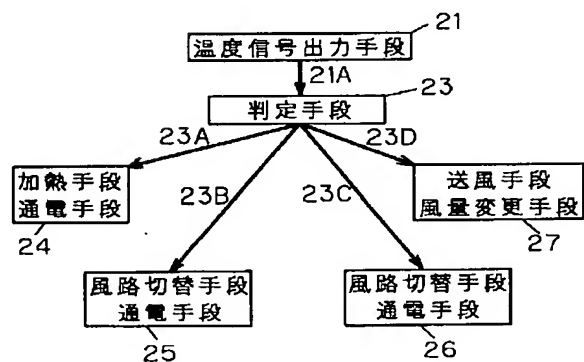 21
温度信号出力手段
21A
23
判定手段
23A
23D
23B
23C
加熱手段
通電手段
24
送風手段
風量変更手段
27
風路切替手段
通電手段
25
風路切替手段
通電手段
26